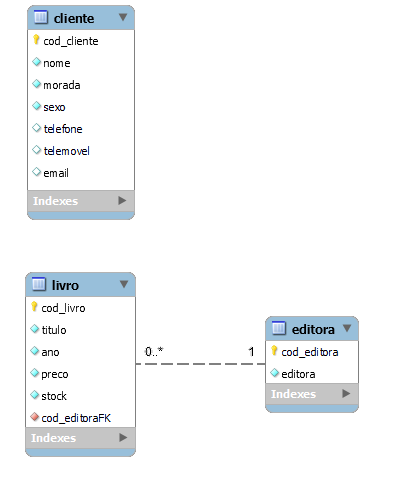 cliente
cod_cliente
nome
morada
sexo
telefone
telemovel
email
Indexes
livro
cod_livro
titulo
ano
preco
stock
cod_editoraFK
Indexes
0..*
1
editora
cod_editora
editora
Indexes